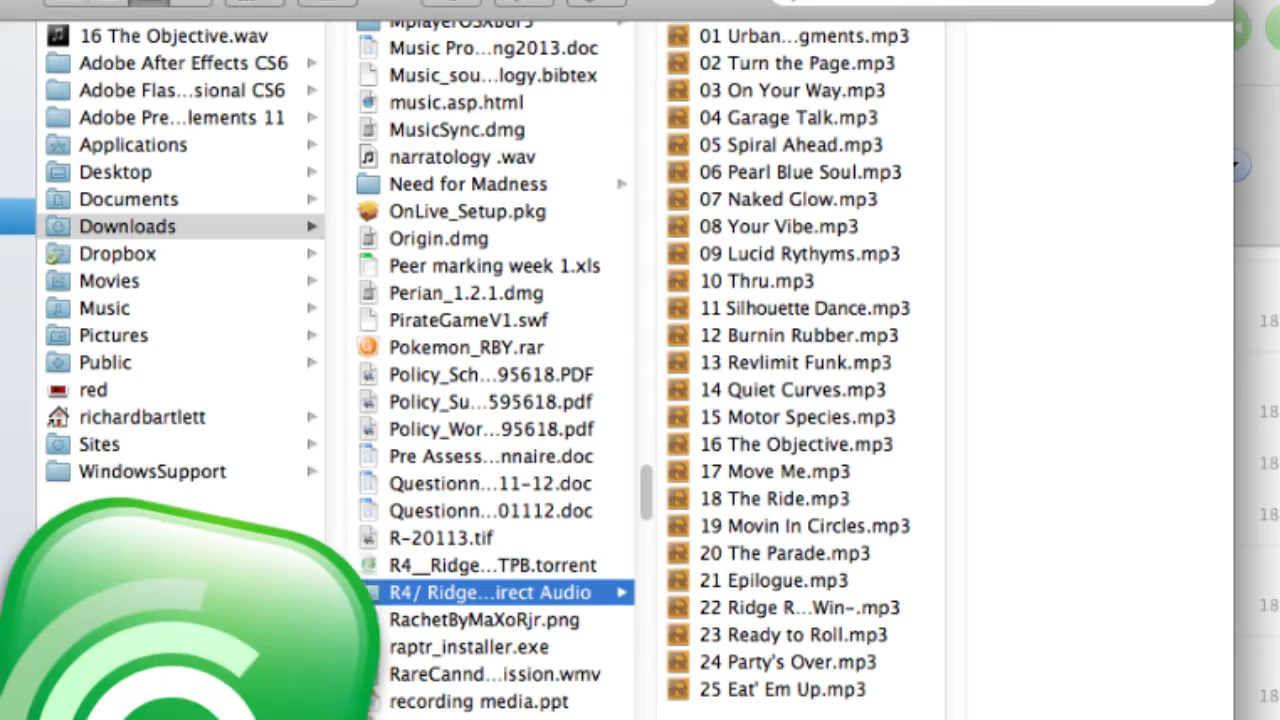 16 The Objective.wav
Adobe After Effects CS6
Adobe Flas...sional CS6
Adobe Pre...lements 11
Applications
Desktop
Documents
Downloads
Dropbox
Movies
Music
Pictures
Public
red
richardbartlett
Sites
WindowsSupport
Music Pro...ng2013.doc
Music_sou...logy.bibtex
music.asp.html
MusicSync.dmg
narratology .wav
Need for Madness
OnLive_Setup.pkg
Origin.dmg
Peer marking week 1.xls
Perian_1.2.1.dmg
PirateGameV1.swf
Pokemon_RBY.rar
Policy_Sch...95618.PDF
Policy_Su...595618.pdf
Policy_Wor...95618.pdf
Pre Assess...nnaire.doc
Questionn...11-12.doc
Questionn...01112.doc
R-20113.tif
R4__Ridge...TPB.torrent
R4/ Ridge...irect Audio
RachetByMaXoRjr.png
raptr_installer.exe
RareCannd...ission.wmv
recording media.ppt
01 Urban...gments.mp3
02 Turn the Page.mp3
03 On Your Way.mp3
04 Garage Talk.mp3
05 Spiral Ahead.mp3
06 Pearl Blue Soul.mp3
07 Naked Glow.mp3
08 Your Vibe.mp3
09 Lucid Rythyms.mp3
10 Thru.mp3
11 Silhouette Dance.mp3
12 Burnin Rubber.mp3
13 Revlimit Funk.mp3
14 Quiet Curves.mp3
15 Motor Species.mp3
16 The Objective.mp3
17 Move Me.mp3
18 The Ride.mp3
19 Movin In Circles.mp3
20 The Parade.mp3
21 Epilogue.mp3
22 Ridge R...Win-.mp3
23 Ready to Roll.mp3
24 Party's Over.mp3
25 Eat' Em Up.mp3
18
18
18
18
18
18